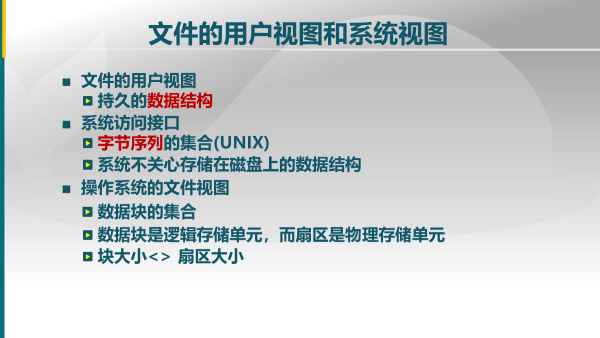 文件的用户视图和系统视图
文件的用户视图
持久的数据结构
系统访问接口
字节序列的集合(UNIX)
系统不关心存储在磁盘上的数据结构
操作系统的文件视图
数据块的集合
数据块是逻辑存储单元，而扇区是物理存储单元
块大小<> 扇区大小